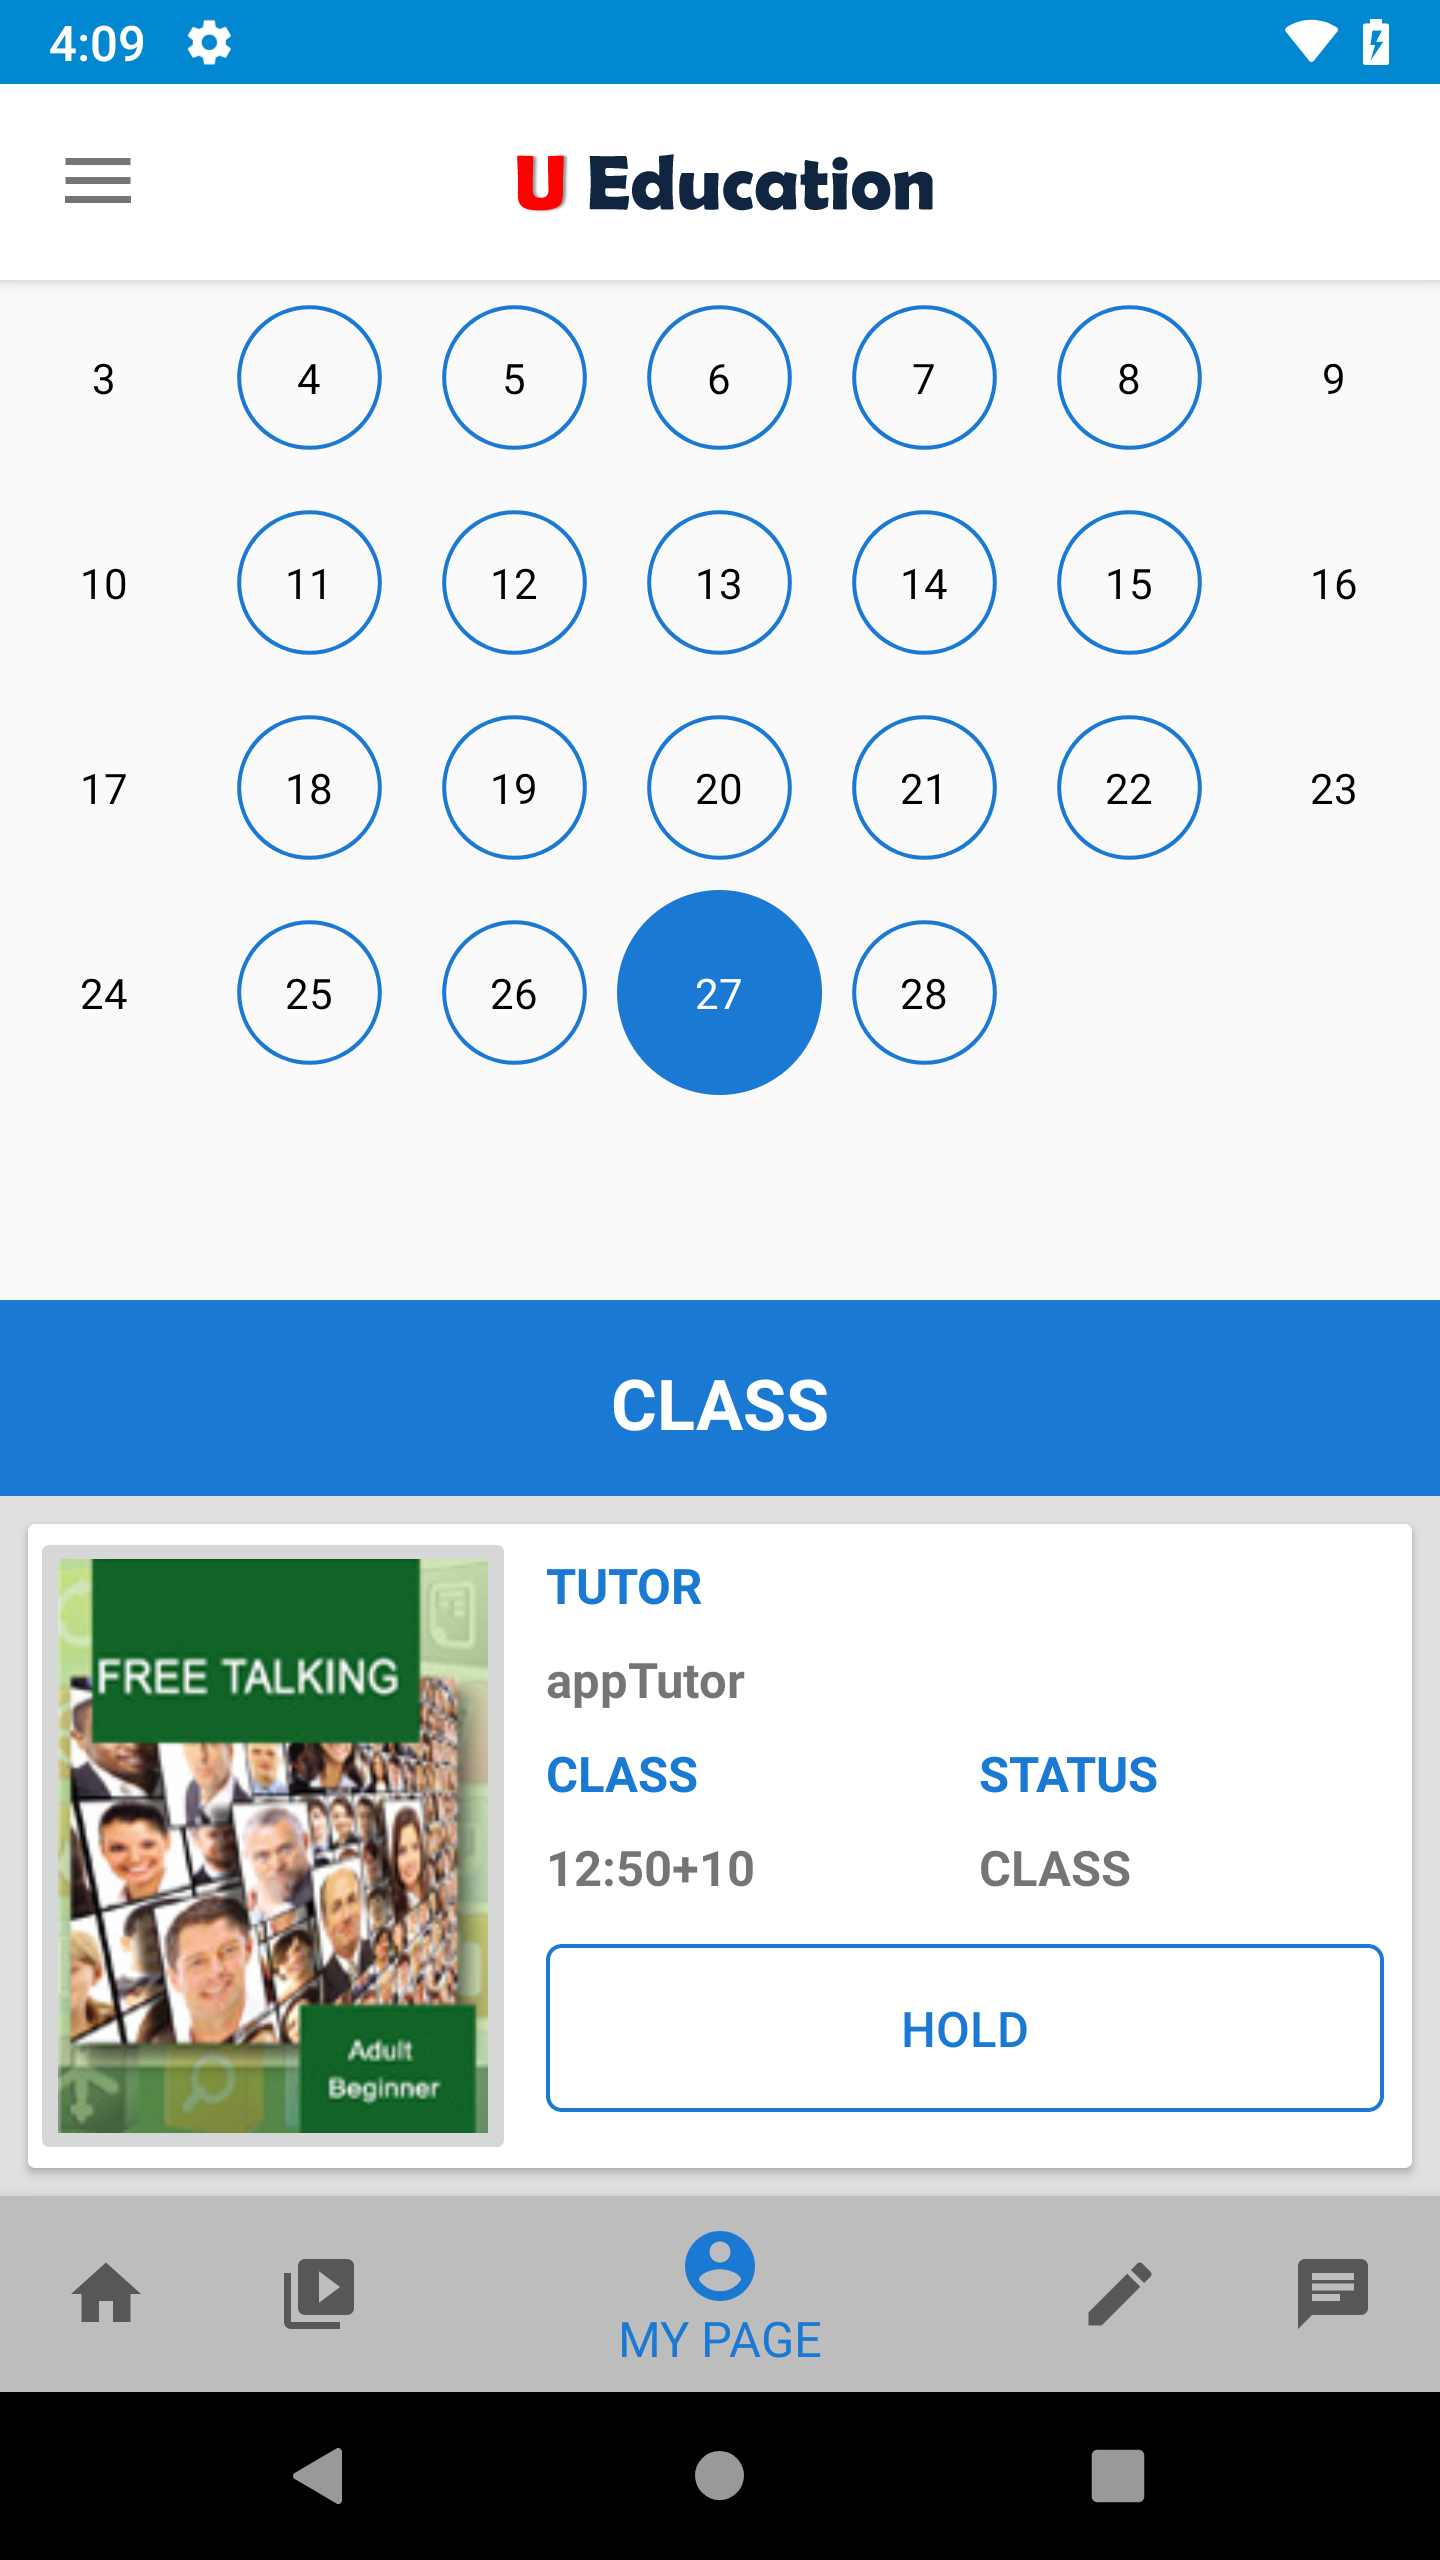 4:09
U Education
3 4 5 6 7 8 9
10 11 12 13 14 15 16
17 18 19 20 21 22 23
24 25 26 27 28
CLASS
FREE TALKING
Adult
Beginner
TUTOR
appTutor
CLASS STATUS
12:50+10 CLASS
HOLD
MY PAGE